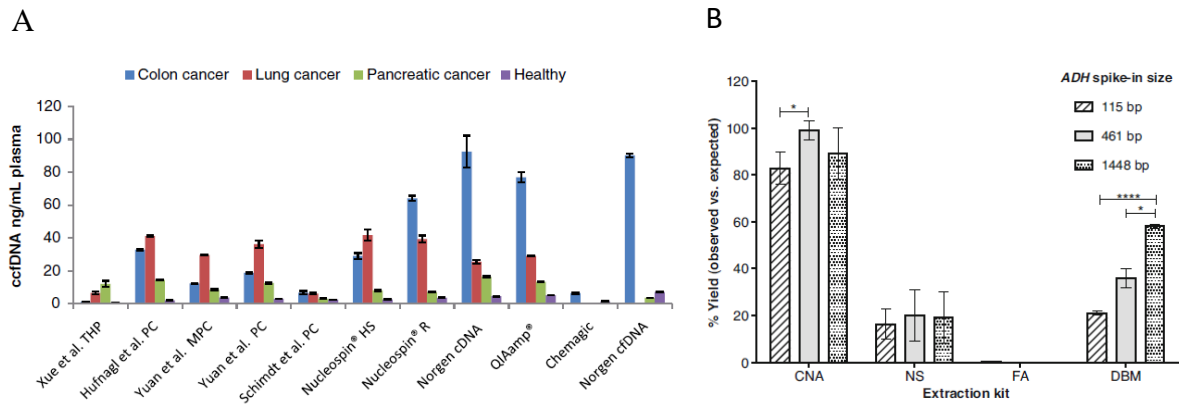 A
Colon cancer Lung cancer Pancreatic cancer Healthy
ccfDNA ng/mL plasma
120
100
80
60
40
20
0
Xue et al. THP
Hufnagl et al. PC
Yuan et al. MPC
Yuan et al. PC
Schimdt et al. PC
Nucleospin® HS
Nucleospin® R
Norgen cDNA
QIAamp®
Chemagic
Norgen cfDNA
B
% Yield (observed vs. expected)
120
100
80
60
40
20
0
*
****
*
ADH spike-in size
115 bp
461 bp
1448 bp
CNA NS FA DBM
Extraction kit